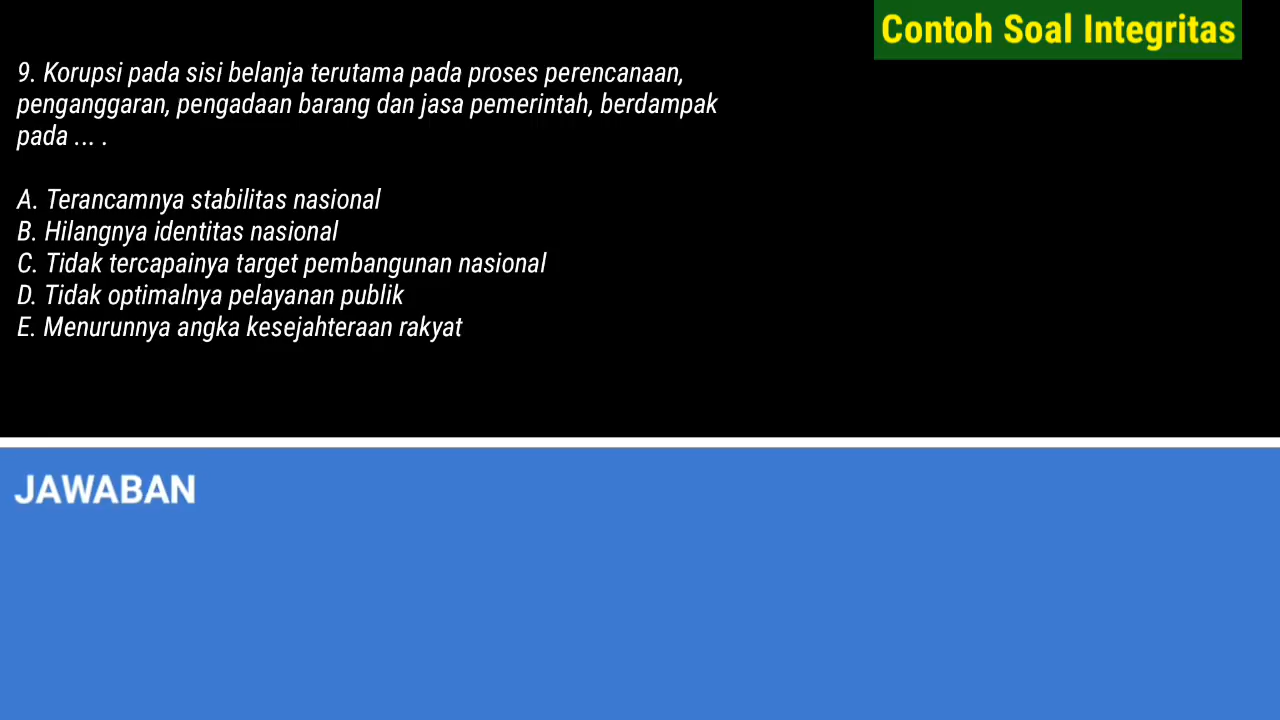 Contoh Soal Integritas
9. Korupsi pada sisi belanja terutama pada proses perencanaan,
penganggaran, pengadaan barang dan jasa pemerintah, berdampak
pada ... .
A. Terancamnya stabilitas nasional
B. Hilangnya identitas nasional
C. Tidak tercapainya target pembangunan nasional
D. Tidak optimalnya pelayanan publik
E. Menurunnya angka kesejahteraan rakyat
JAWABAN